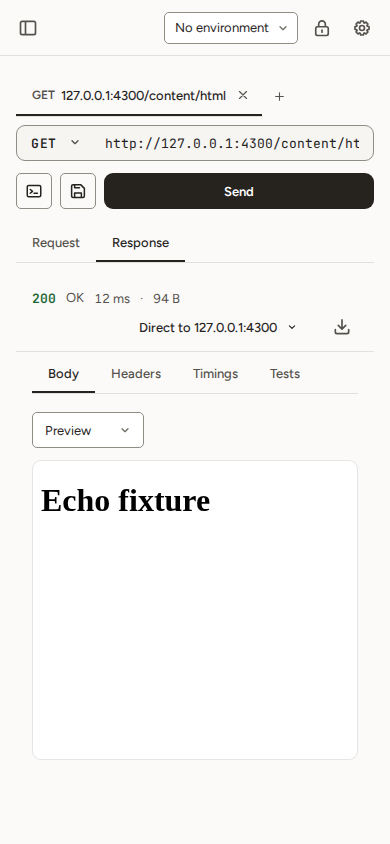 No environment
GET 127.0.0.1:4300/content/html
GET http://127.0.0.1:4300/content/ht
Send
Request Response
200 OK 12 ms · 94 B
Direct to 127.0.0.1:4300
Body Headers Timings Tests
Preview
Echo fixture